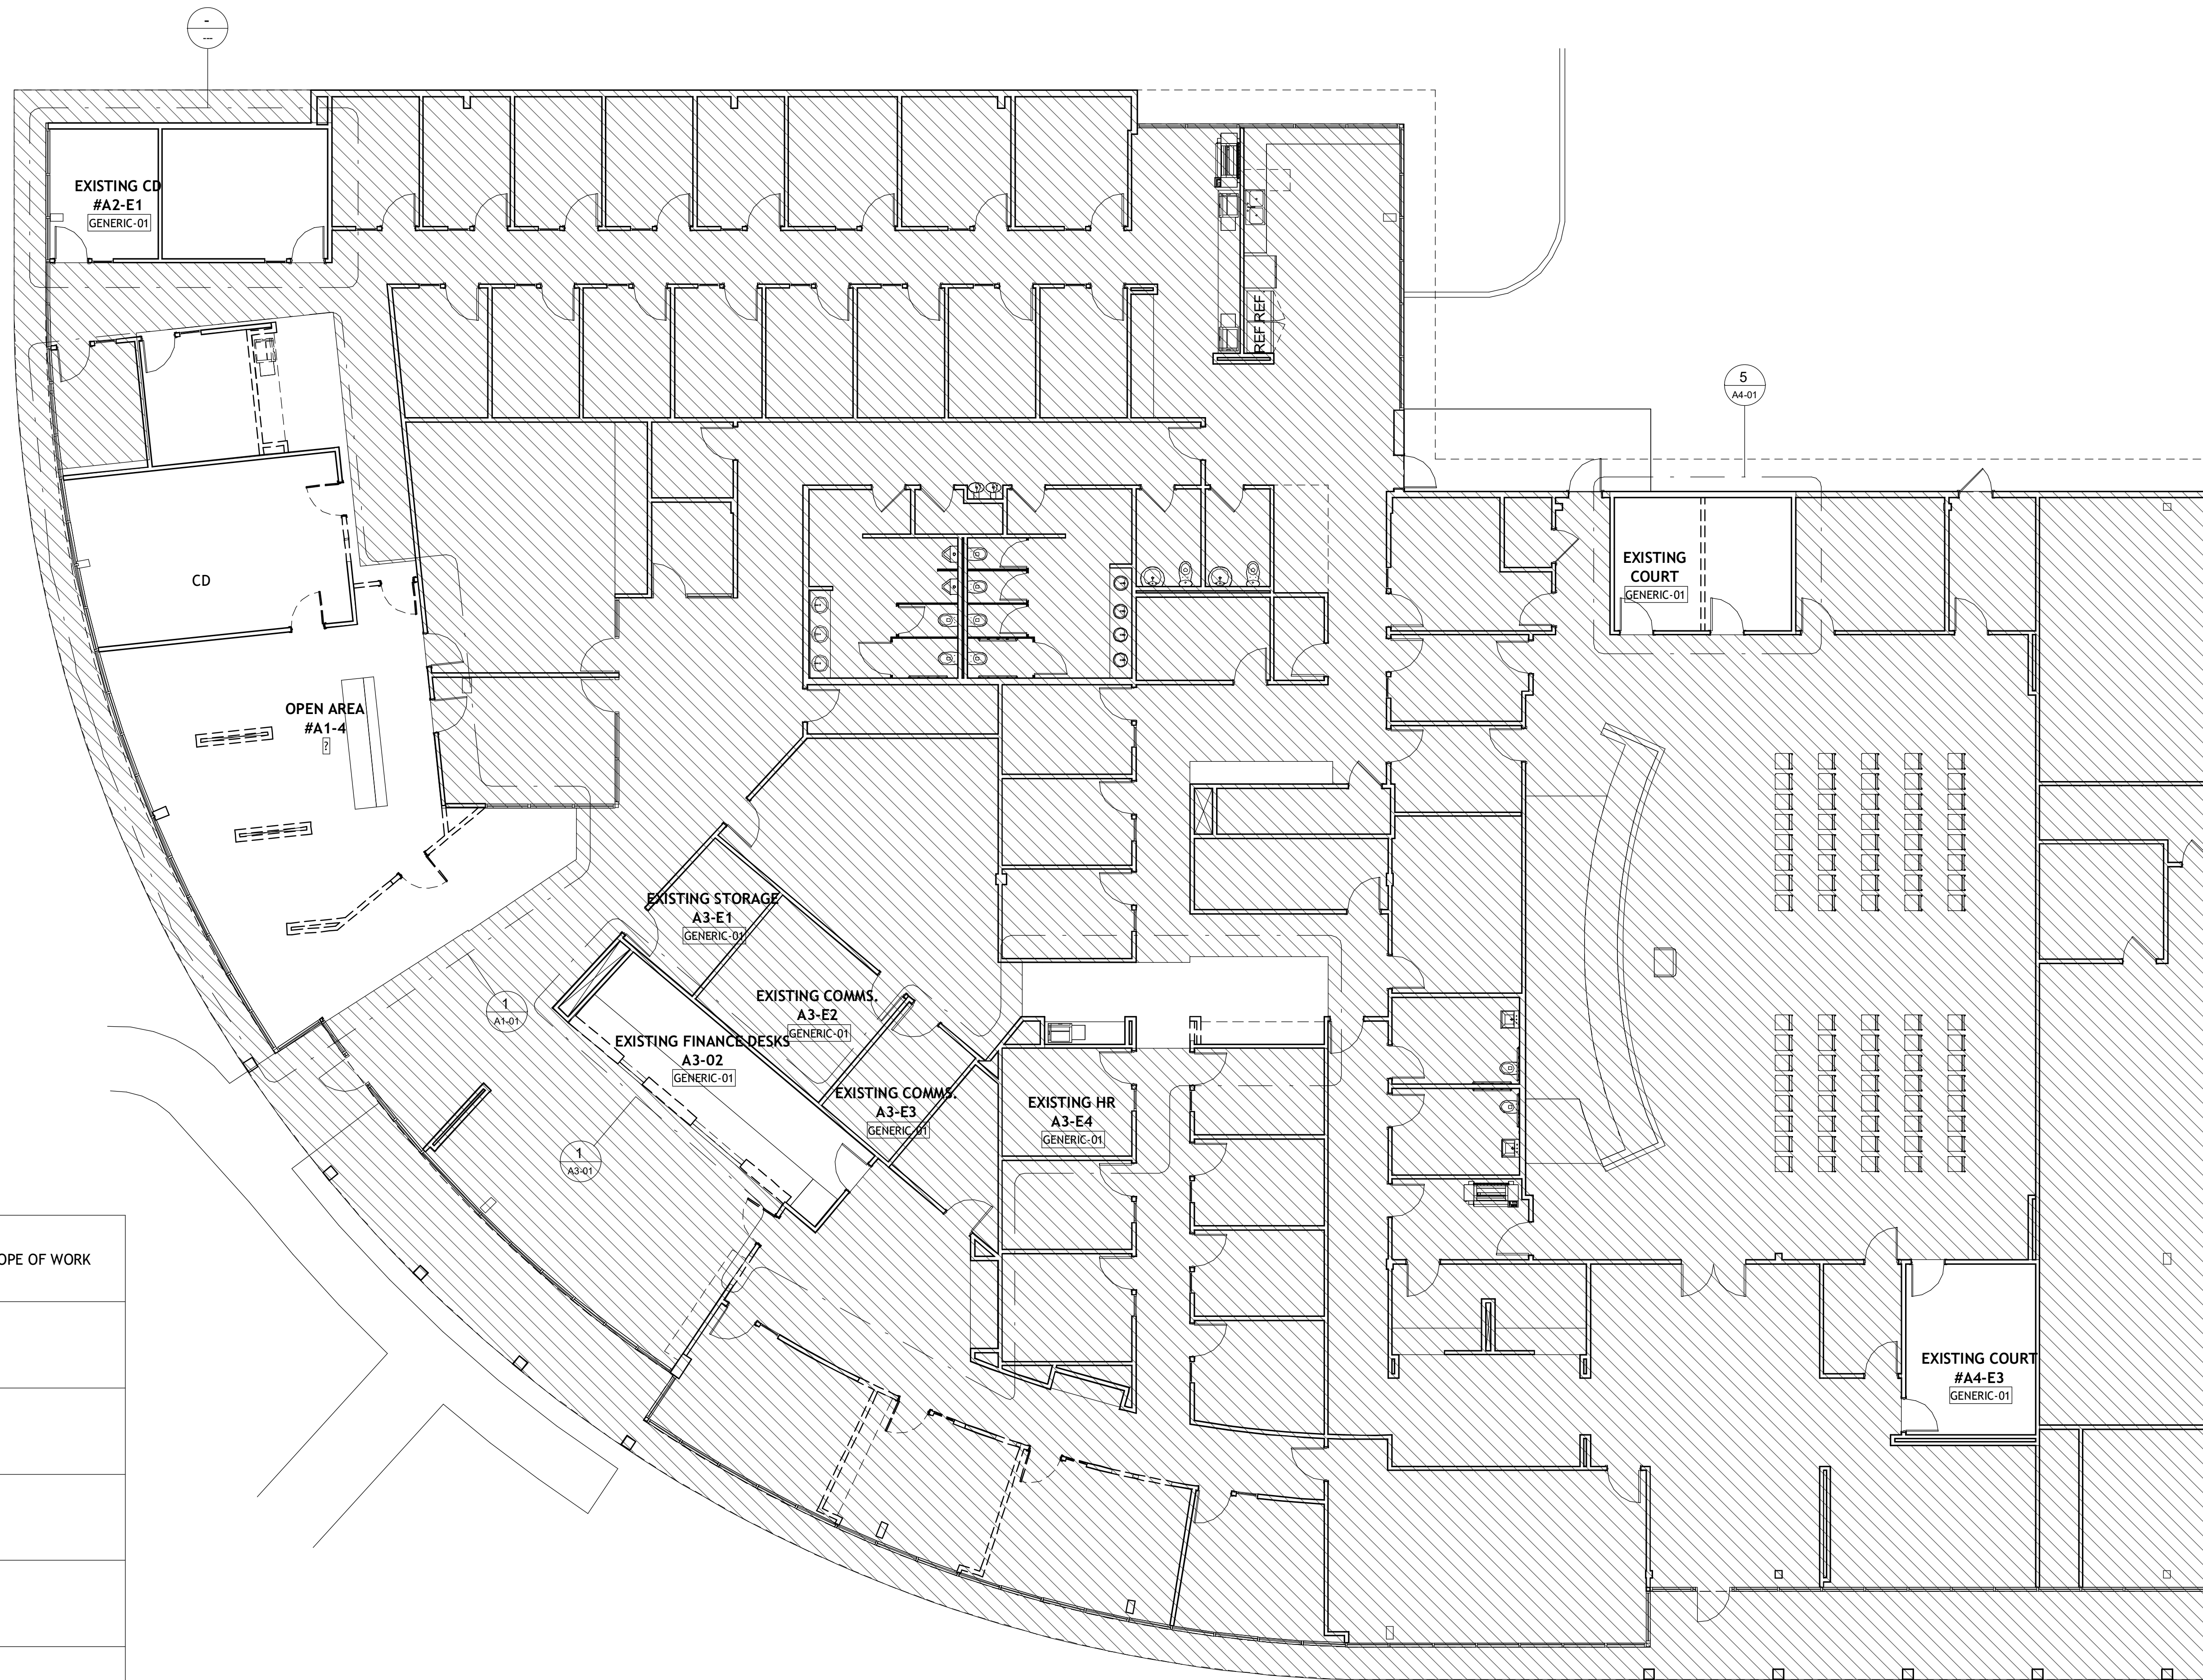 -
---
EXISTING CD
#A2-E1
GENERIC-01
REF.
REF.
5
A4-01
EXISTING
COURT
GENERIC-01
CD
OPEN AREA
#A1-4
?
EXISTING STORAGE
A3-E1
GENERIC-01
1
A1-01
EXISTING COMMS.
A3-E2
GENERIC-01
EXISTING FINANCE DESKS
A3-02
GENERIC-01
EXISTING COMMS.
A3-E3
GENERIC-01
EXISTING HR
A3-E4
GENERIC-01
1
A3-01
OPE OF WORK
EXISTING COURT
#A4-E3
GENERIC-01